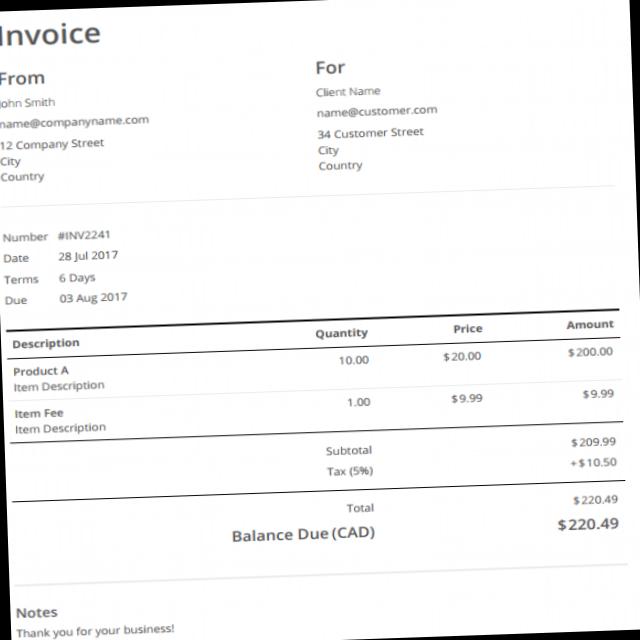 Invoice
From
John Smith
name@companyname.com
12 Company Street
City
Country
For
Client Name
name@customer.com
34 Customer Street
City
Country
Number #INV2241
Date 28 Jul 2017
Terms 6 Days
Due 03 Aug 2017
Description Quantity Price Amount
Product A 10.00 $20.00 $200.00
Item Description
Item Fee 1.00 $9.99 $9.99
Item Description
Subtotal $209.99
Tax (5%) +$10.50
Total $220.49
Balance Due (CAD) $220.49
Notes
Thank you for your business!